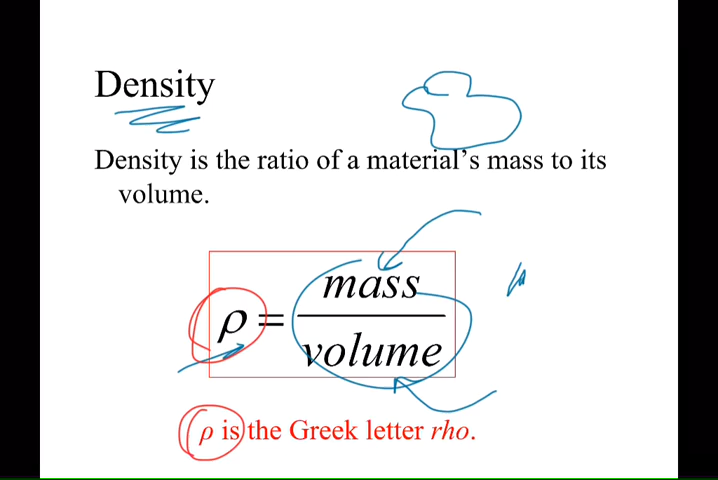 Density
Density is the ratio of a material's mass to its
volume.
ρ = mass
volume
ρ is the Greek letter rho.